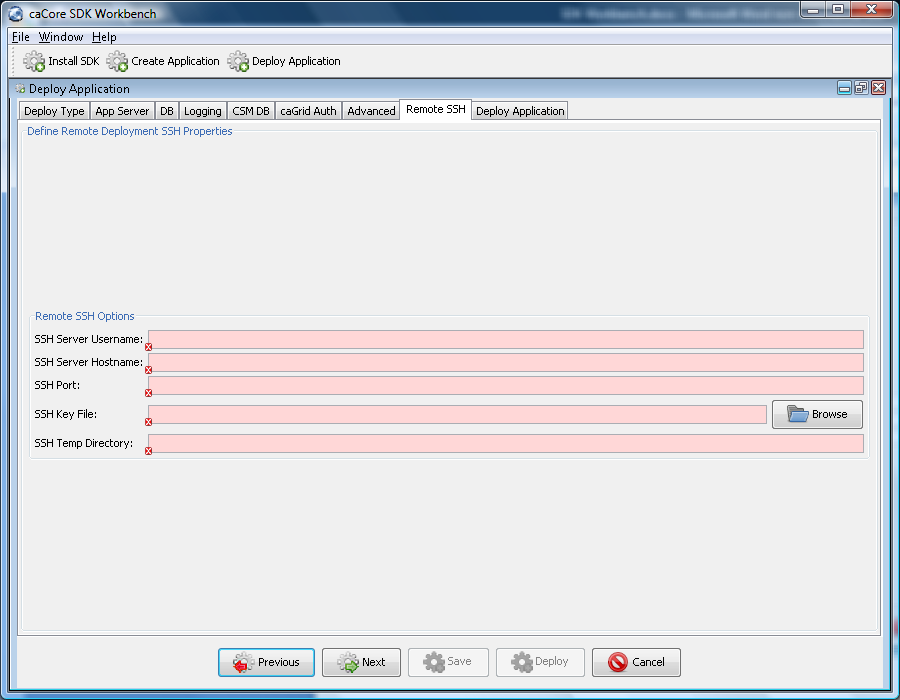 caCore SDK Workbench
File Window Help
Install SDK Create Application Deploy Application
Deploy Application
Deploy Type App Server DB Logging CSM DB caGrid Auth Advanced Remote SSH Deploy Application
Define Remote Deployment SSH Properties
Remote SSH Options
SSH Server Username:
SSH Server Hostname:
SSH Port:
SSH Key File: Browse
SSH Temp Directory:
Previous Next Save Deploy Cancel